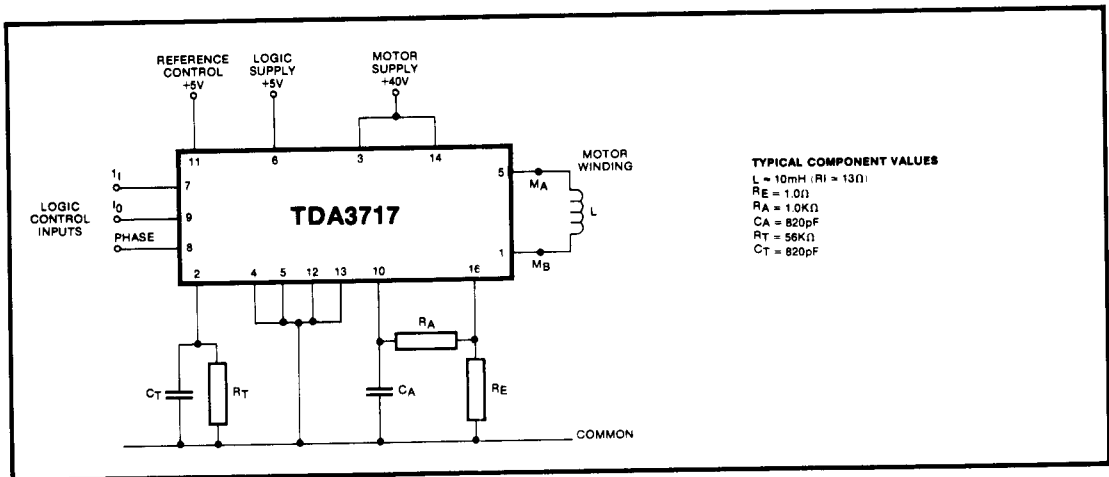 REFERENCE
CONTROL
+5V
LOGIC
SUPPLY
+5V
MOTOR
SUPPLY
+40V
11
6
3
14
I1
7
LOGIC
CONTROL
INPUTS
I0
9
PHASE
8
TDA3717
5
MA
MOTOR
WINDING
L
1
MB
2
4
5
12
13
10
16
CT
RT
RA
CA
RE
COMMON
TYPICAL COMPONENT VALUES
L = 10mH (RI = 13Ω)
RE = 1.0Ω
RA = 1.0KΩ
CA = 820pF
RT = 56KΩ
CT = 820pF